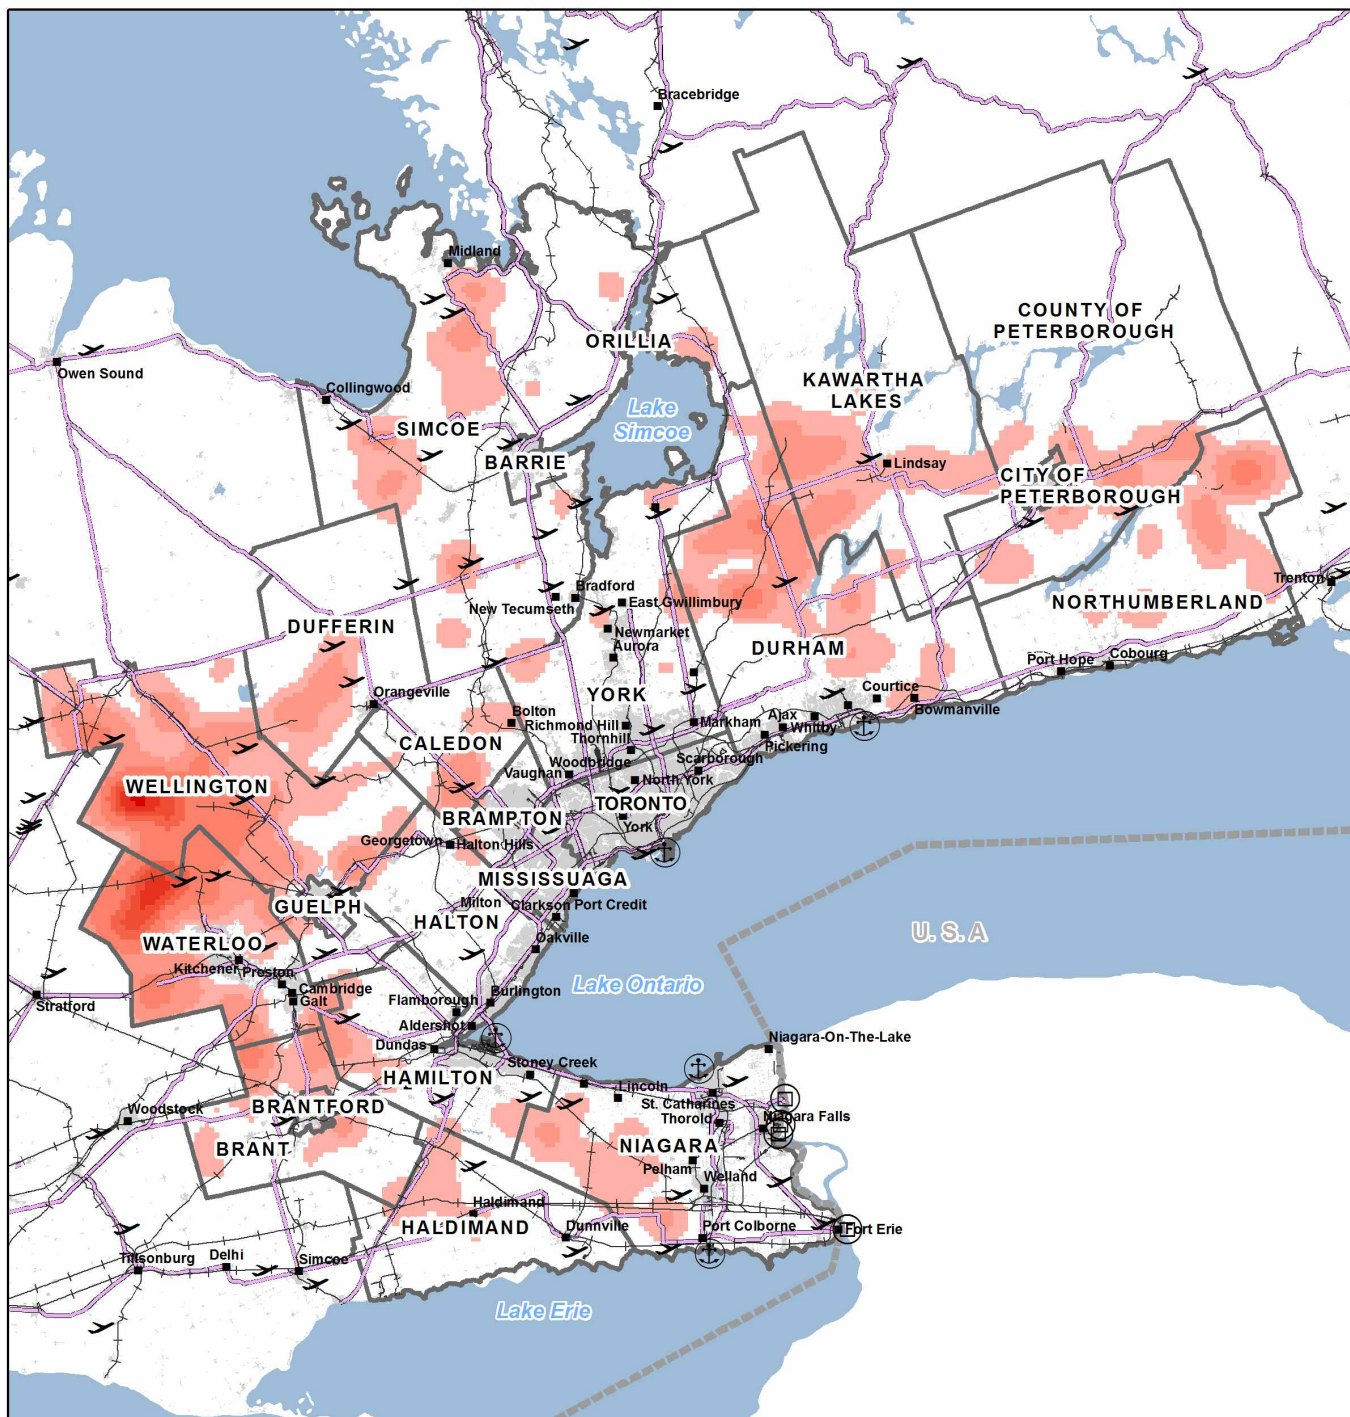 Bracebridge
Midland
COUNTY OF
PETERBOROUGH
ORILLIA
Owen Sound
Collingwood
KAWARTHA
LAKES
Lake
Simcoe
SIMCOE
BARRIE
Lindsay
CITY OF
PETERBOROUGH
Trenton
Bradford
New Tecumseth
East Gwillimbury
NORTHUMBERLAND
DUFFERIN
Newmarket
Aurora
DURHAM
Port Hope
Cobourg
Orangeville
YORK
Courtice
Bowmanville
Bolton
Richmond Hill
Markham
Ajax
Whitby
Thornhill
Pickering
CALEDON
Woodbridge
Scarborough
Vaughan
North York
WELLINGTON
TORONTO
BRAMPTON
York
Georgetown
Halton Hills
MISSISSUAGA
GUELPH
Milton
Clarkson
Port Credit
HALTON
U. S. A
WATERLOO
Oakville
Kitchener
Preston
Lake Ontario
Cambridge
Galt
Stratford
Flamborough
Burlington
Aldershot
Niagara-On-The-Lake
Dundas
Stoney Creek
HAMILTON
Lincoln
St. Catharines
BRANTFORD
Woodstock
Thorold
Niagara Falls
BRANT
NIAGARA
Pelham
Welland
Haldimand
HALDIMAND
Dunnville
Port Colborne
Fort Erie
Tillsonburg
Delhi
Simcoe
Lake Erie